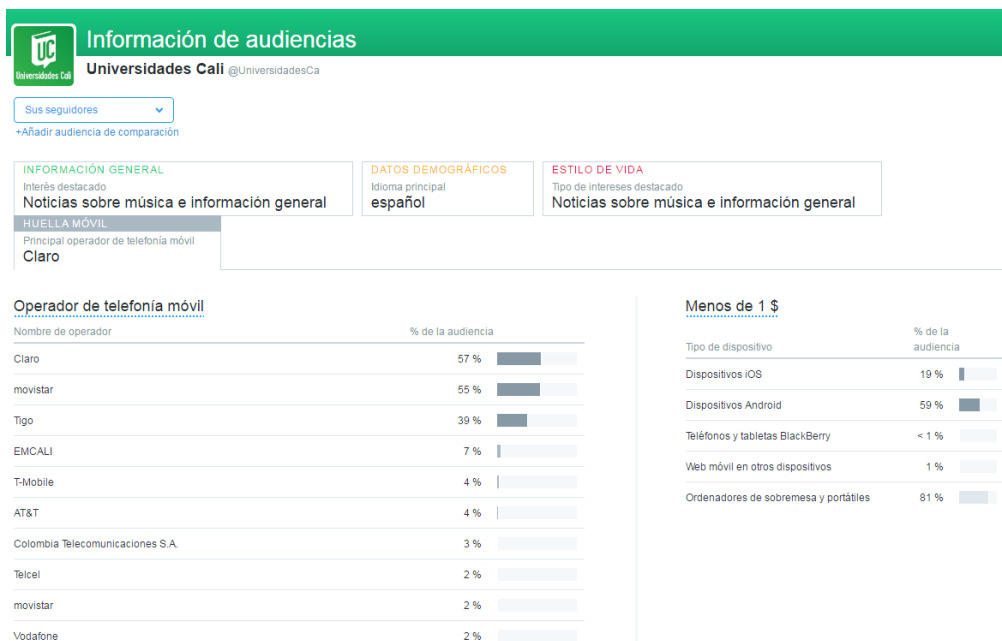 UC
Universidades Cali
Información de audiencias
Universidades Cali @UniversidadesCa
Sus seguidores
+Añadir audiencia de comparación
INFORMACIÓN GENERAL
Interés destacado
Noticias sobre música e información general
DATOS DEMOGRÁFICOS
Idioma principal
español
ESTILO DE VIDA
Tipo de intereses destacado
Noticias sobre música e información general
HUELLA MÓVIL
Principal operador de telefonía móvil
Claro
Operador de telefonía móvil
Nombre de operador % de la audiencia
Claro 57 %
movistar 55 %
Tigo 39 %
EMCALI 7 %
T-Mobile 4 %
AT&T 4 %
Colombia Telecomunicaciones S.A. 3 %
Telcel 2 %
movistar 2 %
Vodafone 2 %
Menos de 1 $
Tipo de dispositivo % de la audiencia
Dispositivos iOS 19 %
Dispositivos Android 59 %
Teléfonos y tabletas BlackBerry < 1 %
Web móvil en otros dispositivos 1 %
Ordenadores de sobremesa y portátiles 81 %